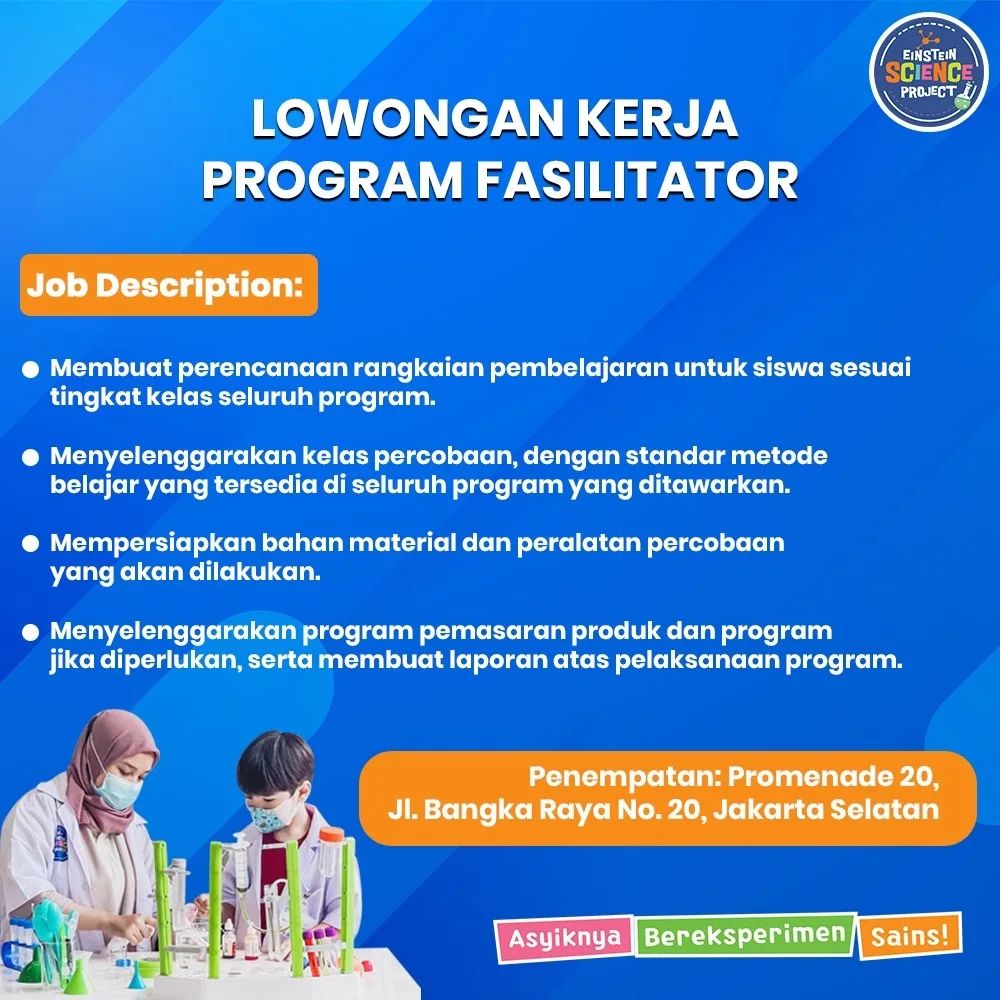 EINSTEIN
SCIENCE
PROJECT
LOWONGAN KERJA
PROGRAM FASILITATOR
Job Description:
Membuat perencanaan rangkaian pembelajaran untuk siswa sesuai
tingkat kelas seluruh program.
Menyelenggarakan kelas percobaan, dengan standar metode
belajar yang tersedia di seluruh program yang ditawarkan.
Mempersiapkan bahan material dan peralatan percobaan
yang akan dilakukan.
Menyelenggarakan program pemasaran produk dan program
jika diperlukan, serta membuat laporan atas pelaksanaan program.
Penempatan: Promenade 20,
Jl. Bangka Raya No. 20, Jakarta Selatan
Asyiknya Bereksperimen Sains!